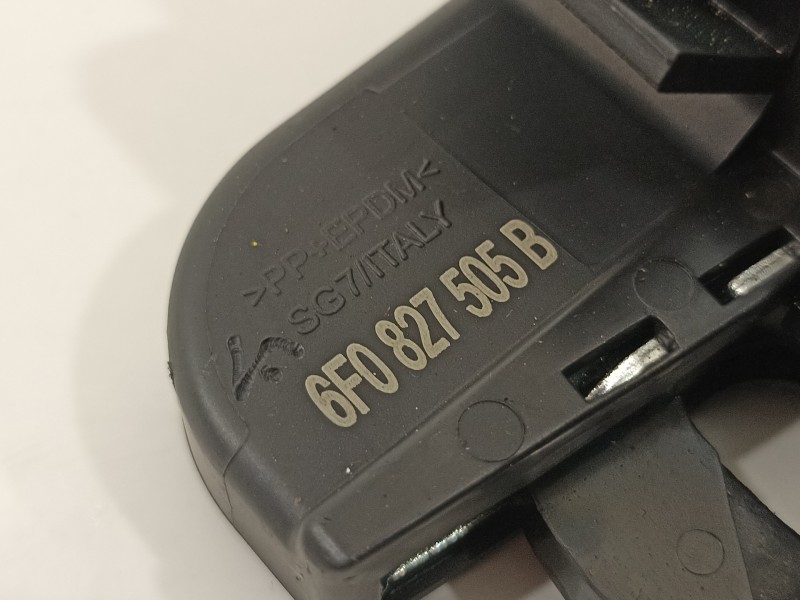 >PP+EPDM<
SG7/ITALY
6F0 827 505 B